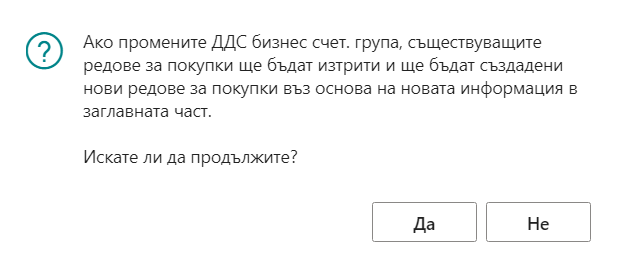 Ако промените ДДС бизнес счет. група, съществуващите
редове за покупки ще бъдат изтрити и ще бъдат създадени
нови редове за покупки въз основа на новата информация в
заглавната част.
Искате ли да продължите?
Да
Не